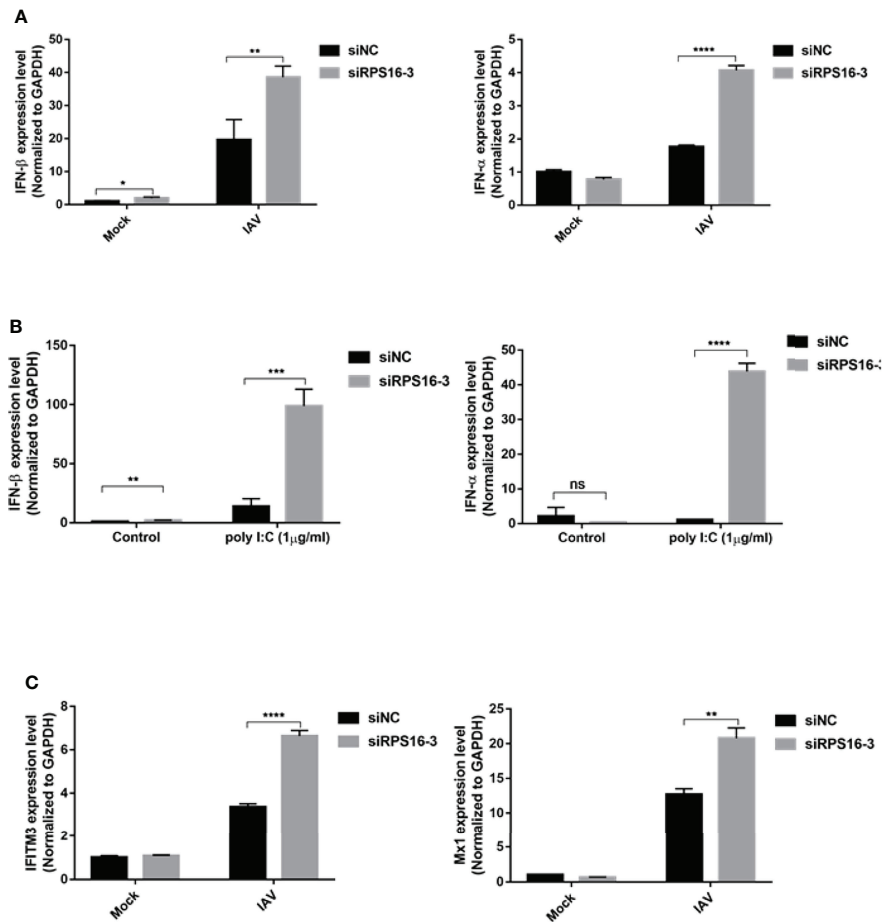 A
IFN-β expression level
(Normalized to GAPDH)
50
40
30
20
10
0
*
**
Mock
IAV
siNC
siRPS16-3
IFN-α expression level
(Normalized to GAPDH)
5
4
3
2
1
0
****
Mock
IAV
siNC
siRPS16-3
B
IFN-β expression level
(Normalized to GAPDH)
150
100
50
0
**
***
Control
poly I:C (1μg/ml)
siNC
siRPS16-3
IFN-α expression level
(Normalized to GAPDH)
60
40
20
0
ns
****
Control
poly I:C (1μg/ml)
siNC
siRPS16-3
C
IFITM3 expression level
(Normalized to GAPDH)
8
6
4
2
0
****
Mock
IAV
siNC
siRPS16-3
Mx1 expression level
(Normalized to GAPDH)
25
20
15
10
5
0
**
Mock
IAV
siNC
siRPS16-3